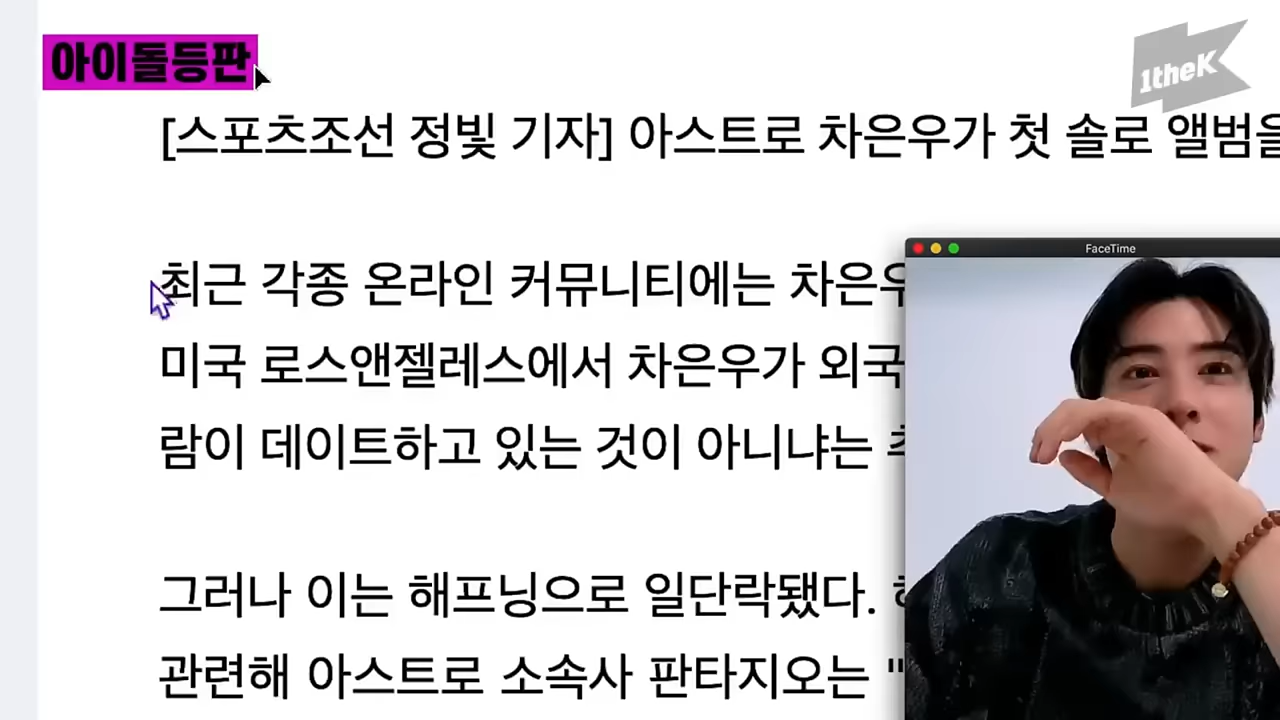 아이돌등판
1theK
[스포츠조선 정빛 기자] 아스트로 차은우가 첫 솔로 앨범을
최근 각종 온라인 커뮤니티에는 차은우
FaceTime
미국 로스앤젤레스에서 차은우가 외국
람이 데이트하고 있는 것이 아니냐는
그러나 이는 해프닝으로 일단락됐다.
관련해 아스트로 소속사 판타지오는 "